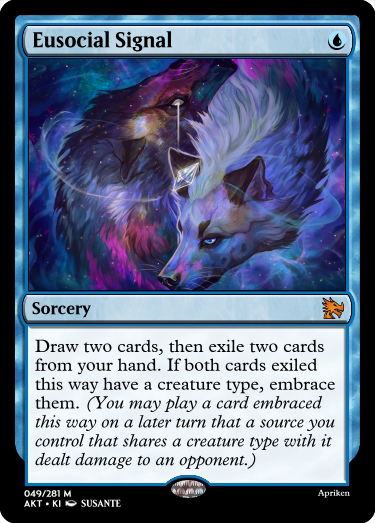 Eusocial Signal
Sorcery
Draw two cards, then exile two cards
from your hand. If both cards exiled
this way have a creature type, embrace
them. (You may play a card embraced
this way on a later turn that a source you
control that shares a creature type with it
dealt damage to an opponent.)
049/281 M
Apriken
AKT • KI SUSANTE